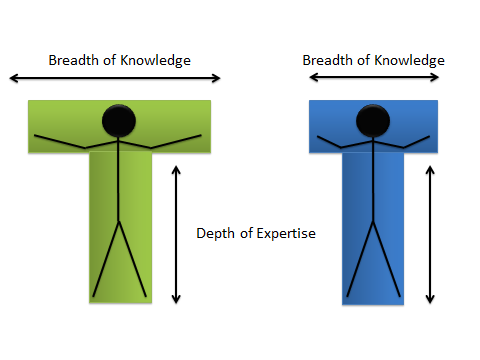 Breadth of Knowledge
Breadth of Knowledge
Depth of Expertise